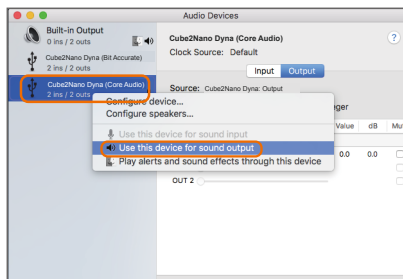 Audio Devices
Built-in Output
0 ins / 2 outs
Cube2Nano Dyna (Bit Accurate)
2 ins / 2 outs
Cube2Nano Dyna (Core Audio)
2 ins / 2 outs
Cube2Nano Dyna (Core Audio)
?
Clock Source: Default
Input Output
Source: Cube2Nano Dyna: Output
Configure device...
Configure speakers...
Use this device for sound input
Use this device for sound output
Play alerts and sound effects through this device
Value dB Mu
0.0 0.0
OUT 2